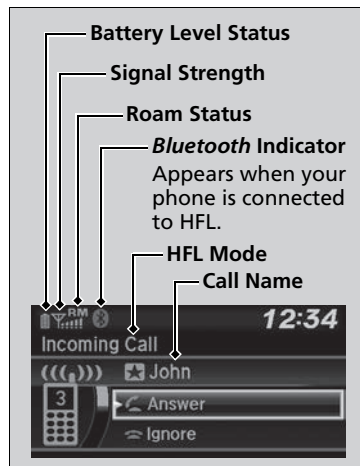 Battery Level Status
Signal Strength
Roam Status
Bluetooth Indicator
Appears when your
phone is connected
to HFL.
HFL Mode
Call Name
RM
12:34
Incoming Call
John
3
Answer
Ignore